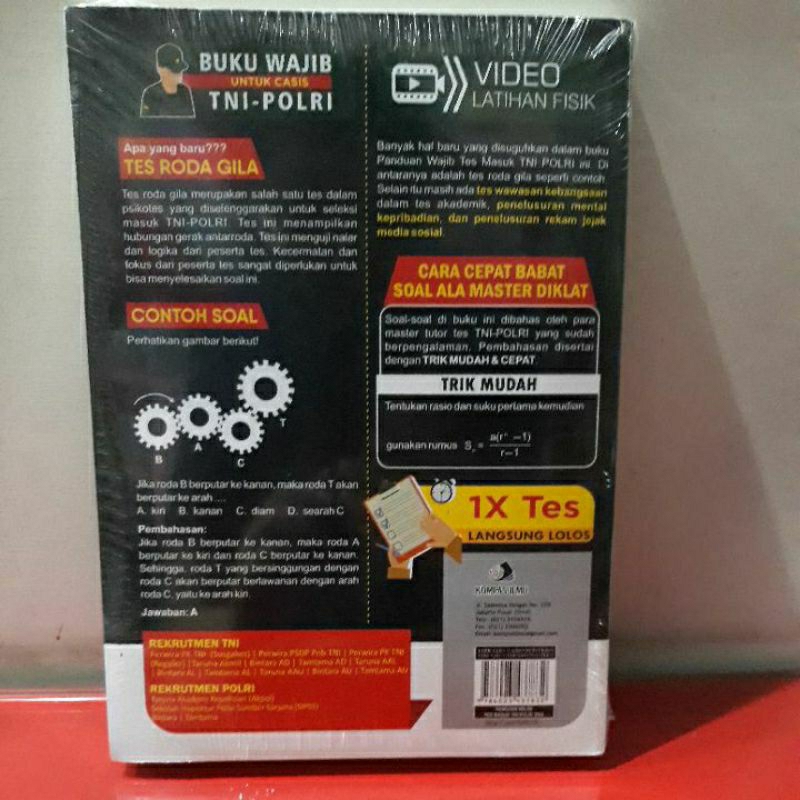 BUKU WAJIB
UNTUK CASIS
TNI-POLRI
Apa yang baru???
TES RODA GILA
Tes roda gila merupakan salah satu tes dalam
psikotes yang diselenggarakan untuk seleksi
masuk TNI-POLRI. Tes ini menampilkan
hubungan gerak antarroda. Tes ini menguji nalar
dan logika dari peserta tes. Kecermatan dan
fokus dari peserta tes sangat diperlukan untuk
bisa menyelesaikan soal ini.
CONTOH SOAL
Perhatikan gambar berikut!
B
A
C
T
Jika roda B berputar ke kanan, maka roda T akan
berputar ke arah ....
A. kiri B. kanan C. diam D. searah C
Pembahasan:
Jika roda B berputar ke kanan, maka roda A
berputar ke kiri dan roda C berputar ke kanan.
Sehingga, roda T yang bersinggungan dengan
roda C akan berputar berlawanan dengan arah
roda C, yaitu ke arah kiri.
Jawaban: A
REKRUTMEN TNI
REKRUTMEN POLRI
Bintara | Tamtama
VIDEO
LATIHAN FISIK
Banyak hal baru yang disuguhkan dalam buku
Panduan Wajib Tes Masuk TNI POLRI ini. Di
antaranya adalah tes roda gila seperti contoh.
Selain itu masih ada tes wawasan kebangsaan
dalam tes akademik, penelusuran mental
kepribadian, dan penelusuran rekam jejak
media sosial.
CARA CEPAT BABAT
SOAL ALA MASTER DIKLAT
Soal-soal di buku ini dibahas oleh para
master tutor tes TNI-POLRI yang sudah
berpengalaman. Pembahasan disertai
dengan TRIK MUDAH & CEPAT.
TRIK MUDAH
Tentukan rasio dan suku pertama kemudian
gunakan rumus Sₙ = a(rⁿ – 1)
r – 1
1X Tes
LANGSUNG LOLOS
KOMPAS ILMU